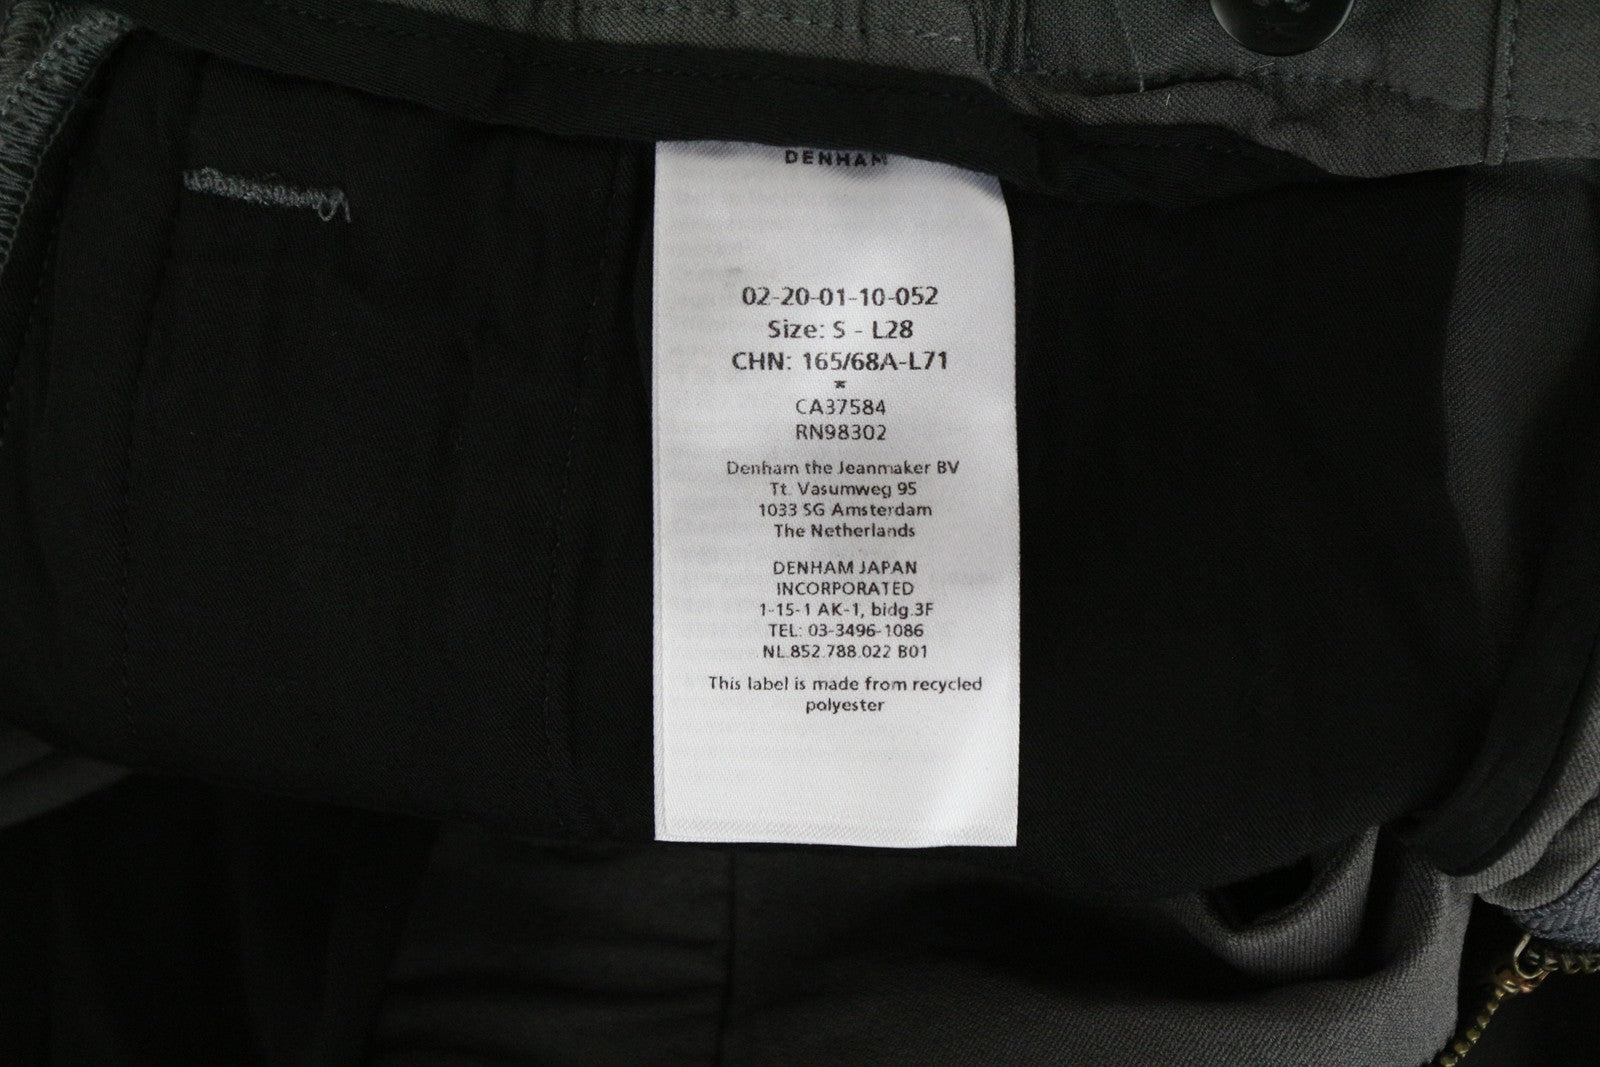 DENHAM
02-20-01-10-052
Size: S - L28
CHN: 165/68A-L71
*
CA37584
RN98302
Denham the Jeanmaker BV
Tt. Vasumweg 95
1033 SG Amsterdam
The Netherlands
DENHAM JAPAN
INCORPORATED
1-15-1 AK-1, bidg.3F
TEL: 03-3496-1086
NL.852.788.022 B01
This label is made from recycled
polyester